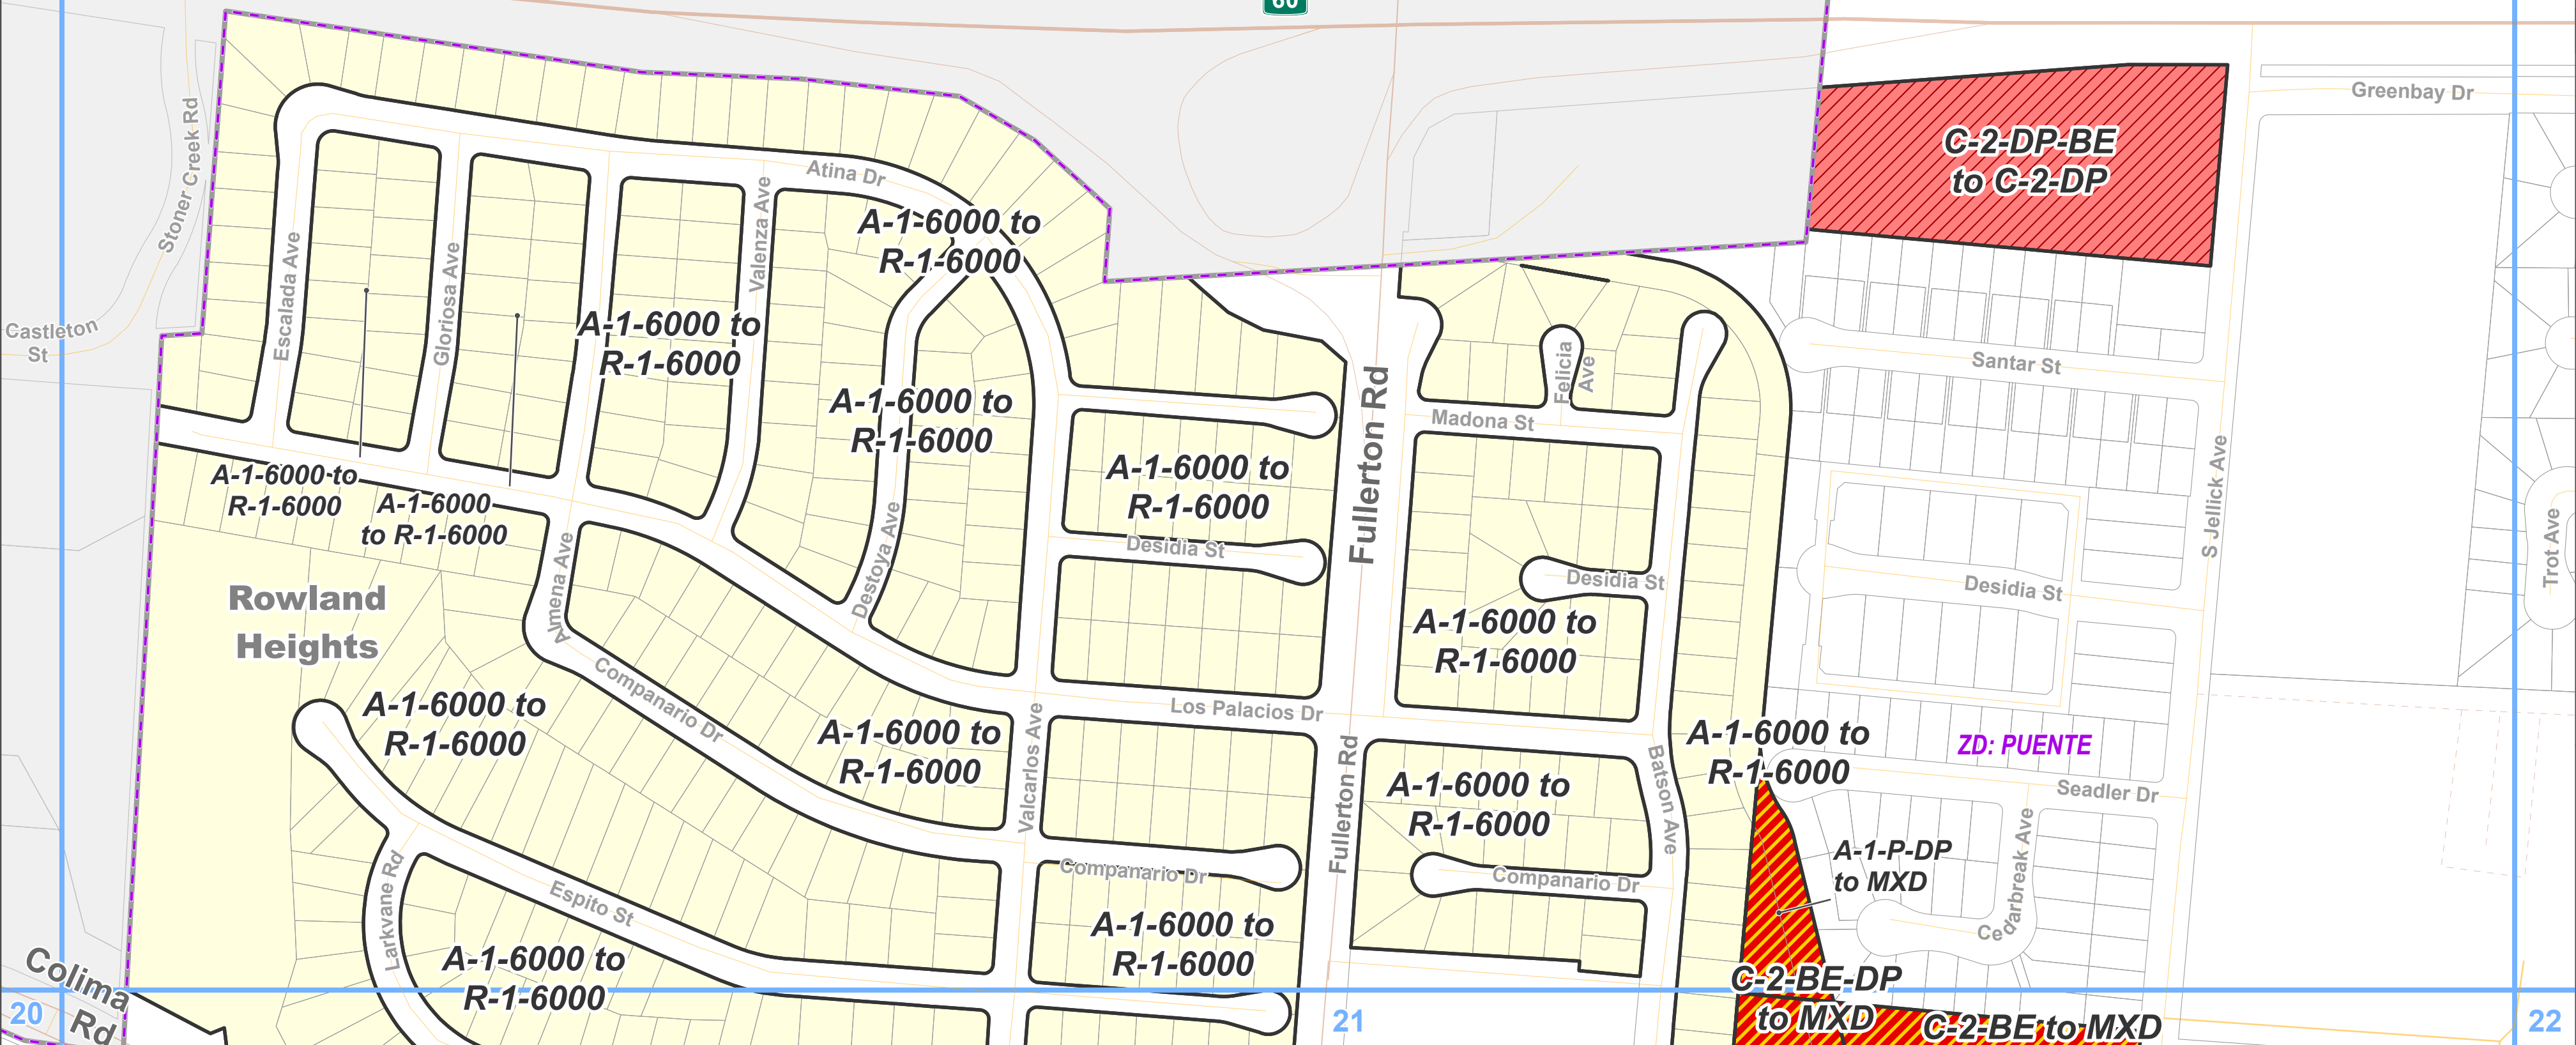 60
Greenbay Dr
C-2-DP-BE
to C-2-DP
Stoner Creek Rd
Atina Dr
A-1-6000 to
R-1-6000
Valenza Ave
Escalada Ave
Gloriosa Ave
Castleton
St
A-1-6000 to
R-1-6000
Felicia
Ave
Santar St
A-1-6000 to
R-1-6000
Fullerton Rd
Madona St
A-1-6000 to
R-1-6000
A-1-6000 to
R-1-6000
A-1-6000
to R-1-6000
S Jellick Ave
Trot Ave
Desidia St
Destoya Ave
Almena Ave
Desidia St
Desidia St
Rowland
Heights
A-1-6000 to
R-1-6000
Companario Dr
A-1-6000 to
R-1-6000
Los Palacios Dr
A-1-6000 to
R-1-6000
Valcarlos Ave
Fullerton Rd
A-1-6000 to
R-1-6000
Batson Ave
A-1-6000 to
R-1-6000
ZD: PUENTE
Seadler Dr
A-1-P-DP
to MXD
Cedarbreak Ave
Companario Dr
Companario Dr
Larkvane Rd
Espito St
A-1-6000 to
R-1-6000
A-1-6000 to
R-1-6000
Colima
Rd
C-2-BE-DP
to MXD
C-2-BE to MXD
20
21
22